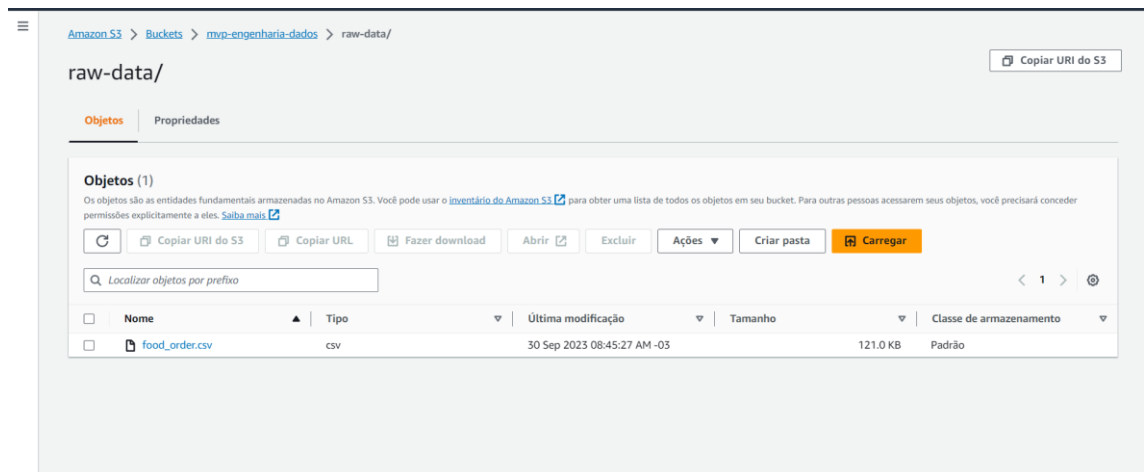 Amazon S3 > Buckets > mvp-engenharia-dados > raw-data/
raw-data/
Copiar URI do S3
Objetos
Propriedades
Objetos (1)
Os objetos são as entidades fundamentais armazenadas no Amazon S3. Você pode usar o inventário do Amazon S3 para obter uma lista de todos os objetos em seu bucket. Para outras pessoas acessarem seus objetos, você precisará conceder
permissões explicitamente a eles. Saiba mais
Copiar URI do S3
Copiar URL
Fazer download
Abrir
Excluir
Ações
Criar pasta
Carregar
Localizar objetos por prefixo
< 1 >
Nome
Tipo
Última modificação
Tamanho
Classe de armazenamento
food_order.csv
csv
30 Sep 2023 08:45:27 AM -03
121.0 KB
Padrão